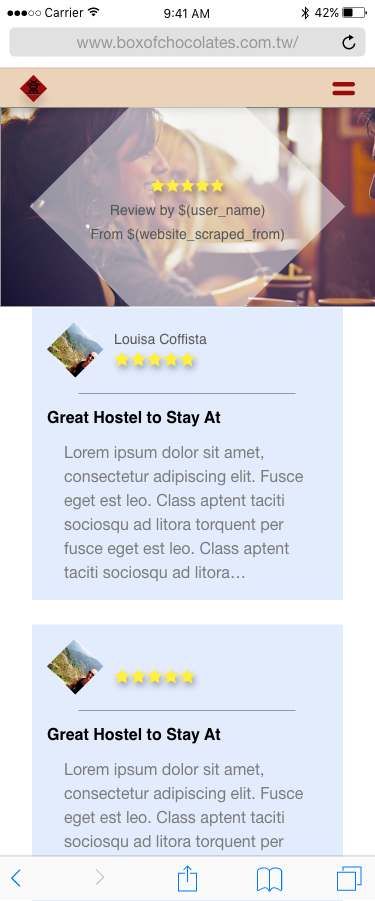 Carrier 9:41 AM 42%
www.boxofchocolates.com.tw/
Review by $(user_name)
From $(website_scraped_from)
Louisa Coffista
Great Hostel to Stay At
Lorem ipsum dolor sit amet,
consectetur adipiscing elit. Fusce
eget est leo. Class aptent taciti
sociosqu ad litora torquent per
fusce eget est leo. Class aptent
taciti sociosqu ad litora…
Great Hostel to Stay At
Lorem ipsum dolor sit amet,
consectetur adipiscing elit. Fusce
eget est leo. Class aptent taciti
sociosqu ad litora torquent per